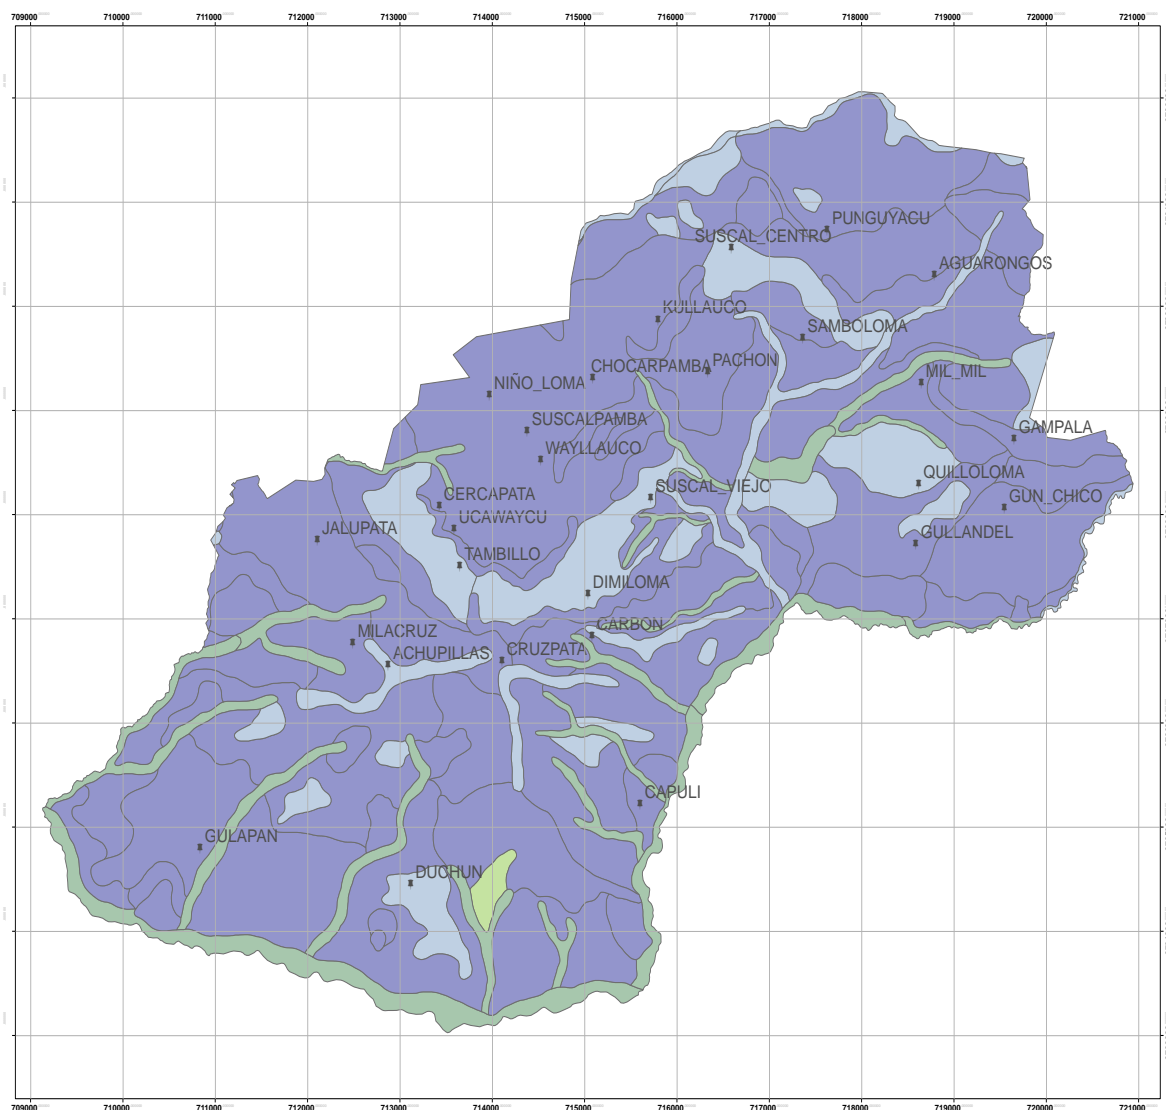 709000 710000 711000 712000 713000 714000 715000 716000 717000 718000 719000 720000 721000
PUNGUYACU
SUSCAL_CENTRO
AGUARONGOS
KULLAUCO
SAMBOLOMA
CHOCARPAMBA
PACHON
MIL_MIL
NIÑO_LOMA
SUSCALPAMBA
GAMPALA
WAYLLAUCO
QUILLOLOMA
SUSCAL_VIEJO
CERCAPATA
GUN_CHICO
UCAWAYCU
JALUPATA
GULLANDEL
TAMBILLO
DIMILOMA
CARBON
MILACRUZ
CRUZPATA
ACHUPILLAS
CAPULI
GULAPAN
DUCHUN
709000 710000 711000 712000 713000 714000 715000 716000 717000 718000 719000 720000 721000